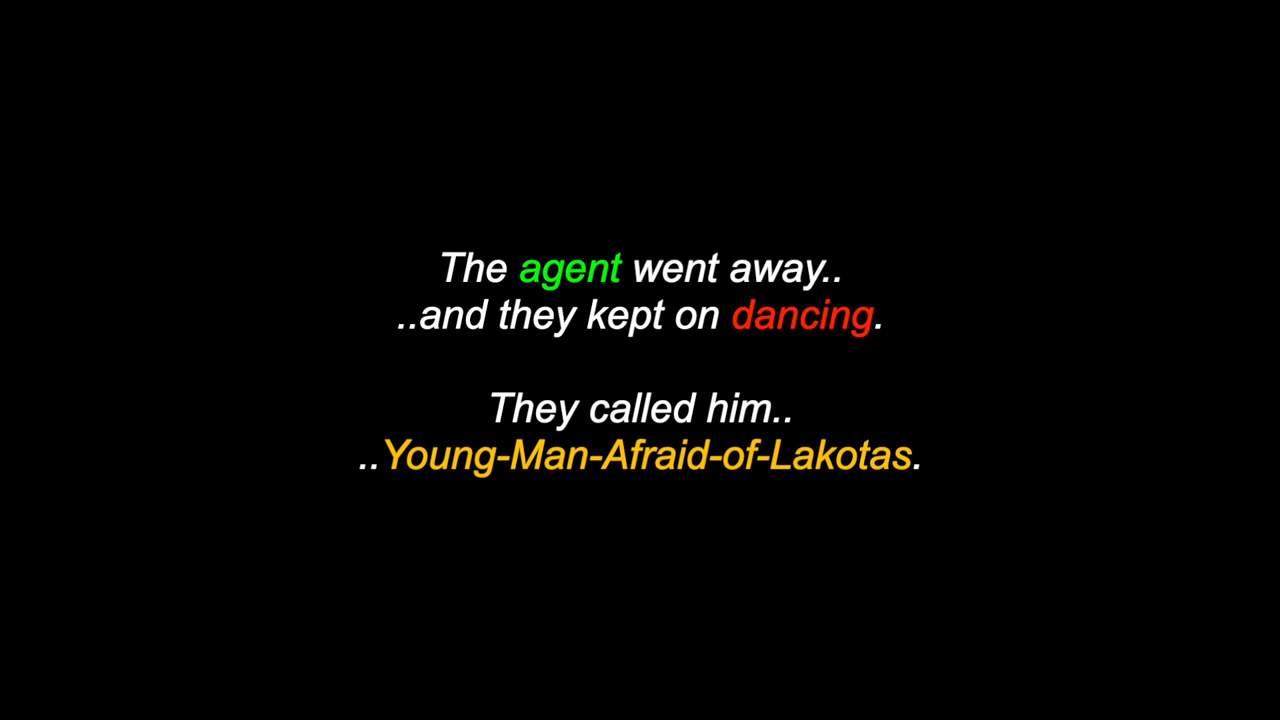 The agent went away..
..and they kept on dancing.
They called him..
..Young-Man-Afraid-of-Lakotas.